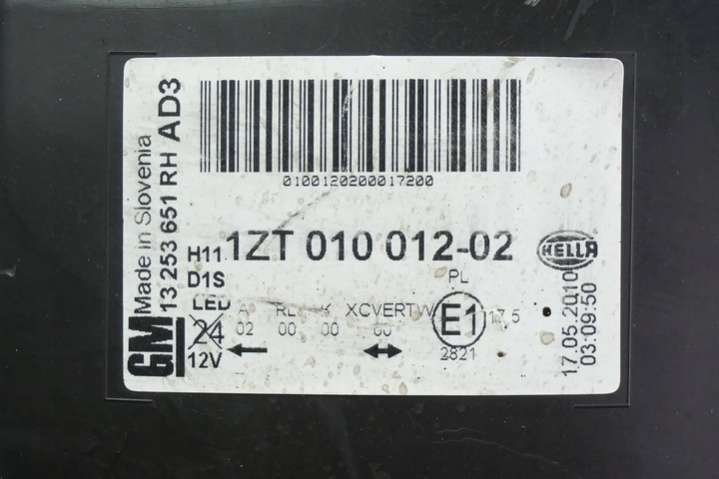 GM
Made in Slovenia
13 253 651 RH AD3
0100120200017200
1ZT 010 012-02
HELLA
H11
D1S
LED
24
12V
PL
XCVERTW
02 00 00 00
E1
17.5
2821
17.05.2010
03:09:50